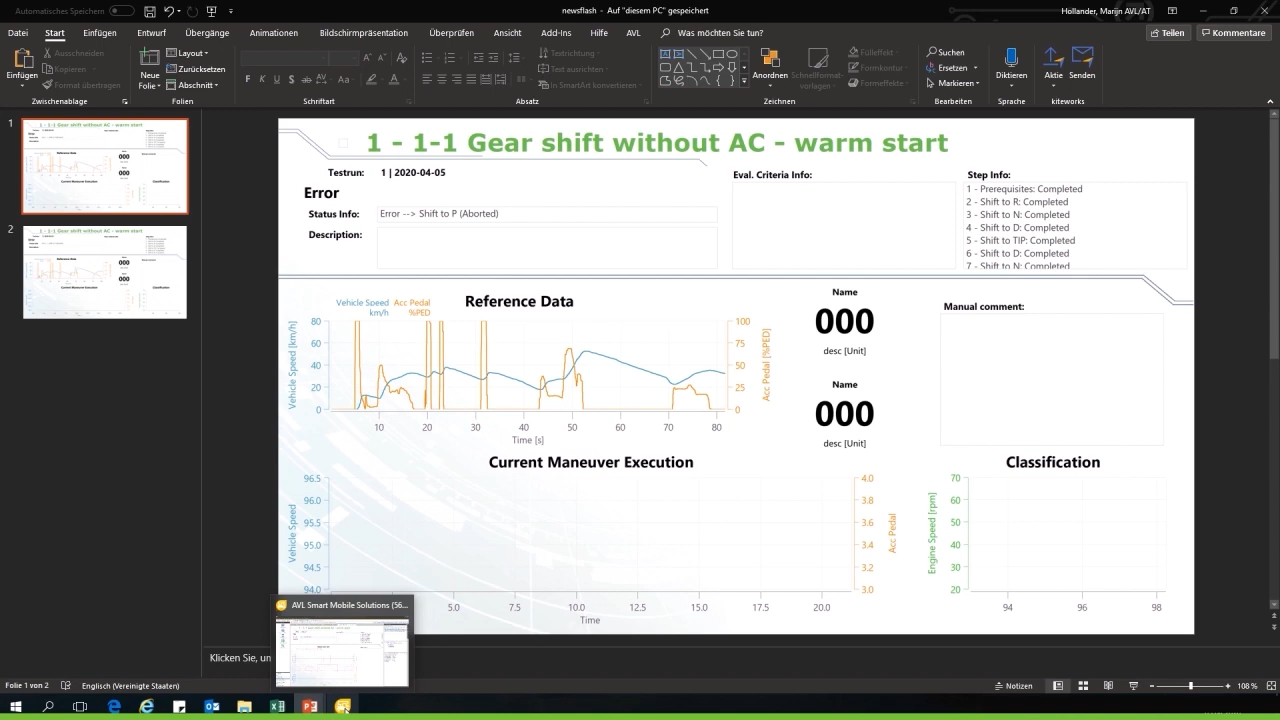 Automatisches Speichern
newsflash - Auf "diesem PC" gespeichert
Hollander, Marijn AVL/AT
Datei Start Einfügen Entwurf Übergänge Animationen Bildschirmpräsentation Überprüfen Ansicht Add-ins Hilfe AVL Was möchten Sie tun? Teilen Kommentare
Einfügen
Ausschneiden
Kopieren
Format übertragen
Zwischenablage
Neue Folie
Layout
Zurücksetzen
Abschnitt
Folien
F K U S ab AV Aa
Schriftart
Textrichtung
Text ausrichten
In SmartArt konvertieren
Absatz
Anordnen
Schnellformat-
vorlagen
Fülleffekt
Formkontur
Formeffekte
Zeichnen
Suchen
Ersetzen
Markieren
Bearbeiten
Diktieren
Sprache
Aktie Senden
kiteworks
1
2
1 - 1-1 Gear shift without AC - warm start
Testrun: 1 | 2020-04-05
Error
Status Info: Error --> Shift to P (Aborted)
Description:
Eval. Criteria Info:
Step Info:
1 - Prerequisites: Completed
2 - Shift to R: Completed
3 - Shift to N: Completed
4 - Shift to D: Completed
5 - Shift to TIP: Completed
6 - Shift to D: Completed
7 - Shift to N: Completed
Reference Data
Vehicle Speed Acc Pedal
km/h %PED
Vehicle Speed [km/h]
80
60
40
20
0
100
75
50
25
0
Acc Pedal [%PED]
10 20 30 40 50 60 70 80
Time [s]
Name
000
desc [Unit]
Name
000
desc [Unit]
Manual comment:
Current Maneuver Execution
Vehicle Speed
96.5
96.0
95.5
95.0
94.5
94.0
4.0
3.8
3.6
3.4
3.2
3.0
Acc Pedal
5.0 7.5 10.0 12.5 15.0 17.5 20.0
Time
Classification
Engine Speed [rpm]
70
60
50
40
30
20
94 96 98
AVL Smart Mobile Solutions (56...
Klicken Sie, un
Folie 1 von 2 Englisch (Vereinigte Staaten) Notizen 108 %